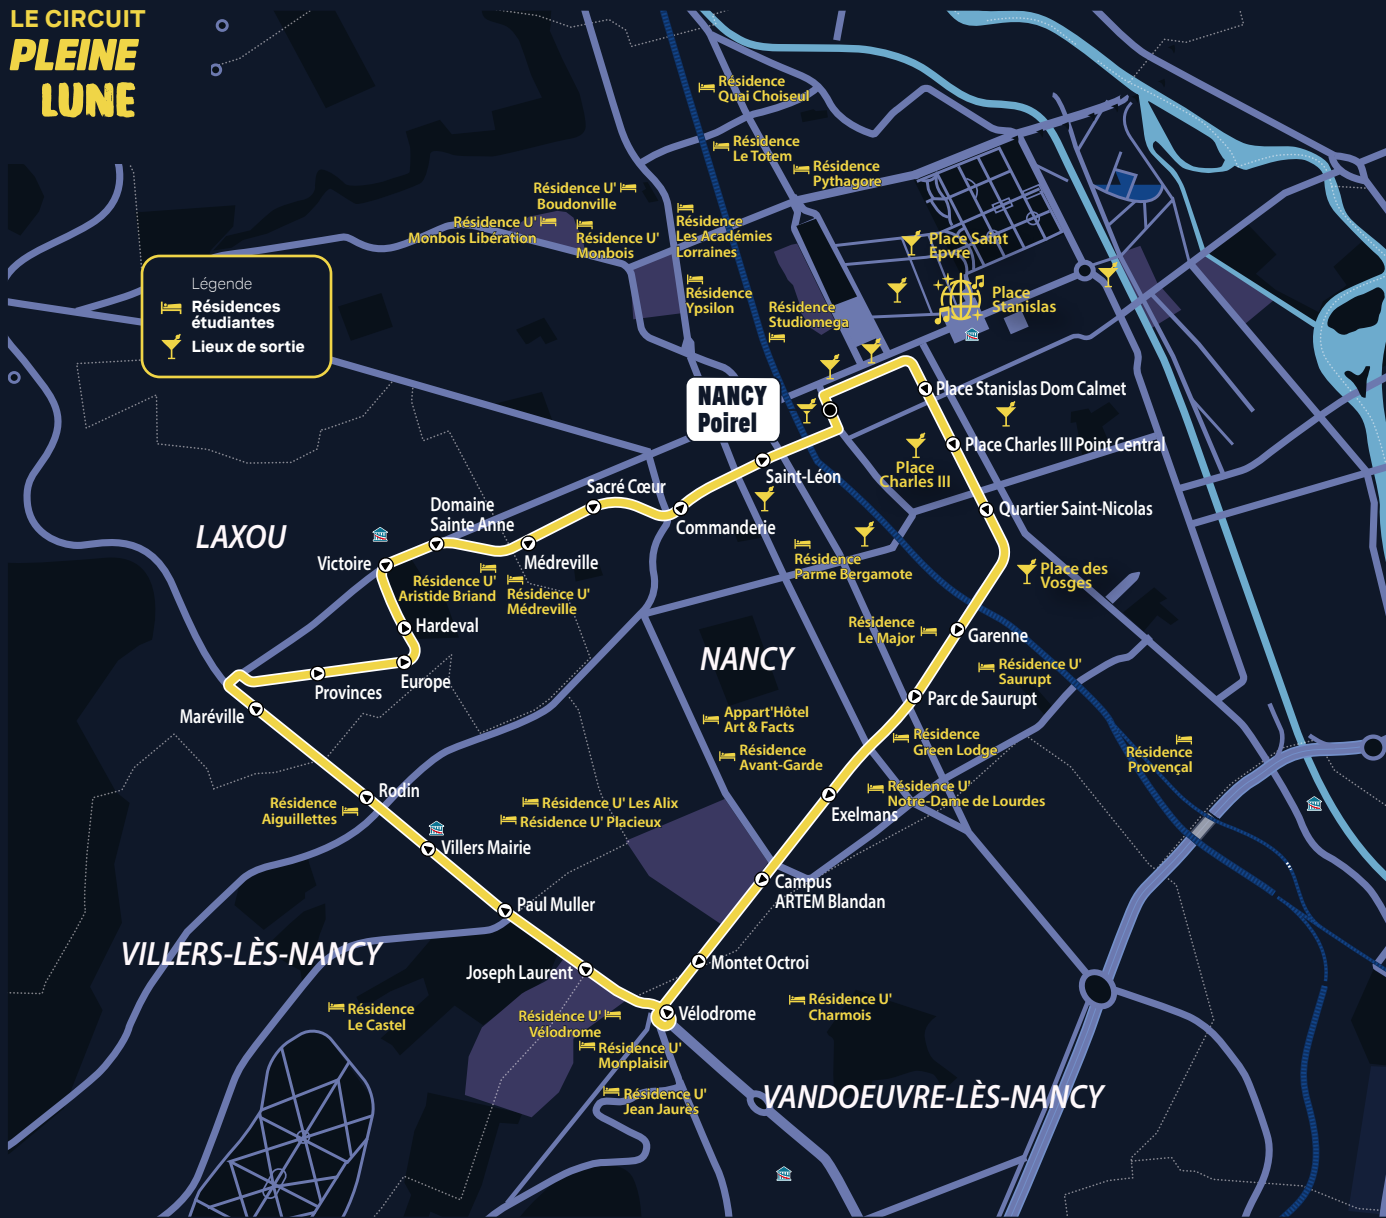 LE CIRCUIT
PLEINE
LUNE
Résidence
Quai Choiseul
Résidence
Le Totem
Résidence
Pythagore
Résidence U'
Boudonville
Résidence U'
Monbois Libération
Résidence U'
Monbois
Résidence
Les Académies
Lorraines
Place Saint
Epvre
Légende
Résidences
étudiantes
Lieux de sortie
Résidence
Ypsilon
Résidence
Studiomega
Place
Stanislas
NANCY
Poirel
Place Stanislas Dom Calmet
Place Charles III Point Central
Place
Charles III
Saint-Léon
Sacré Cœur
Commanderie
Quartier Saint-Nicolas
Domaine
Sainte Anne
LAXOU
Victoire
Médreville
Résidence U'
Aristide Briand
Résidence U'
Médreville
Résidence
Parme Bergamote
Place des
Vosges
Hardeval
Résidence
Le Major
Garenne
NANCY
Résidence U'
Saurupt
Europe
Provinces
Maréville
Parc de Saurupt
Appart'Hôtel
Art & Facts
Résidence
Avant-Garde
Résidence
Green Lodge
Résidence
Provençal
Rodin
Résidence
Aiguillettes
Résidence U' Les Alix
Résidence U' Placieux
Résidence U'
Notre-Dame de Lourdes
Exelmans
Villers Mairie
Campus
ARTEM Blandan
Paul Muller
VILLERS-LÈS-NANCY
Joseph Laurent
Montet Octroi
Résidence
Le Castel
Résidence U'
Vélodrome
Vélodrome
Résidence U'
Charmois
Résidence U'
Monplaisir
Résidence U'
Jean Jaurès
VANDOEUVRE-LÈS-NANCY